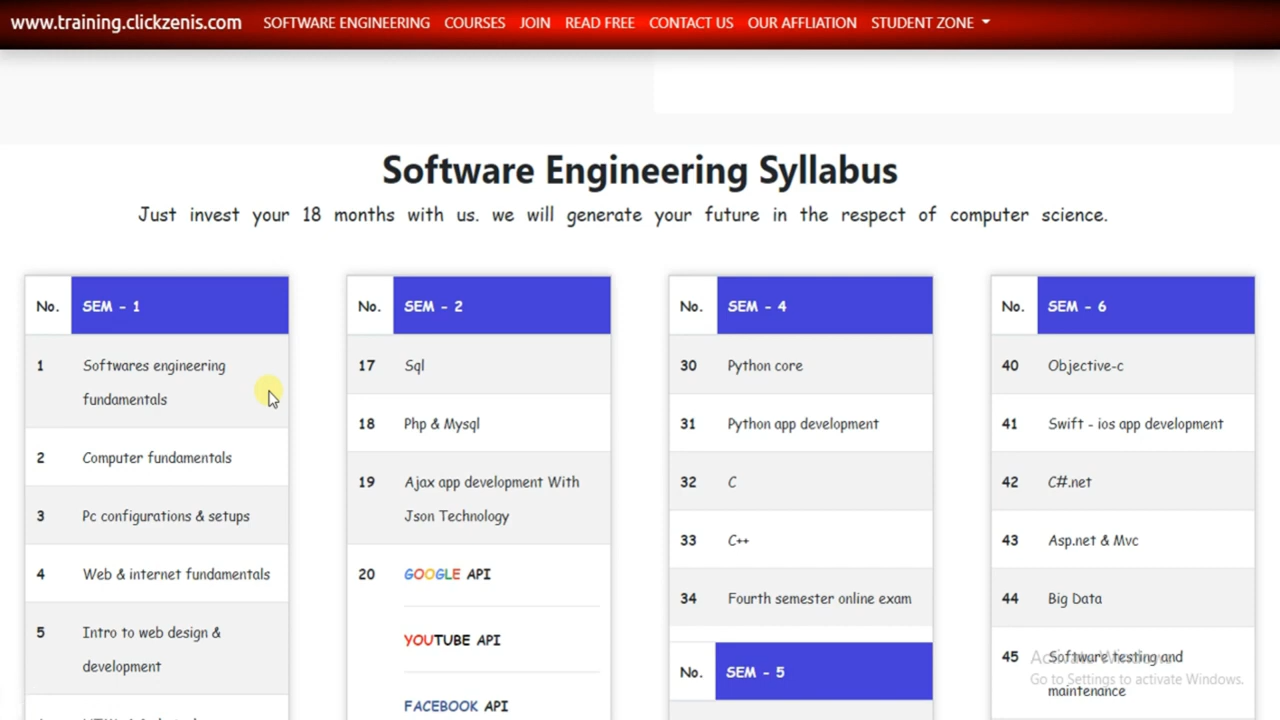 www.training.clickzenis.com SOFTWARE ENGINEERING COURSES JOIN READ FREE CONTACT US OUR AFFLIATION STUDENT ZONE
Software Engineering Syllabus
Just invest your 18 months with us. we will generate your future in the respect of computer science.
No. SEM - 1
1 Softwares engineering
fundamentals
2 Computer fundamentals
3 Pc configurations & setups
4 Web & internet fundamentals
5 Intro to web design &
development
No. SEM - 2
17 Sql
18 Php & Mysql
19 Ajax app development With
Json Technology
20 GOOGLE API
YOUTUBE API
FACEBOOK API
No. SEM - 4
30 Python core
31 Python app development
32 C
33 C++
34 Fourth semester online exam
No. SEM - 5
No. SEM - 6
40 Objective-c
41 Swift - ios app development
42 C#.net
43 Asp.net & Mvc
44 Big Data
45 Software testing and
maintenance
Activate Windows
Go to Settings to activate Windows.